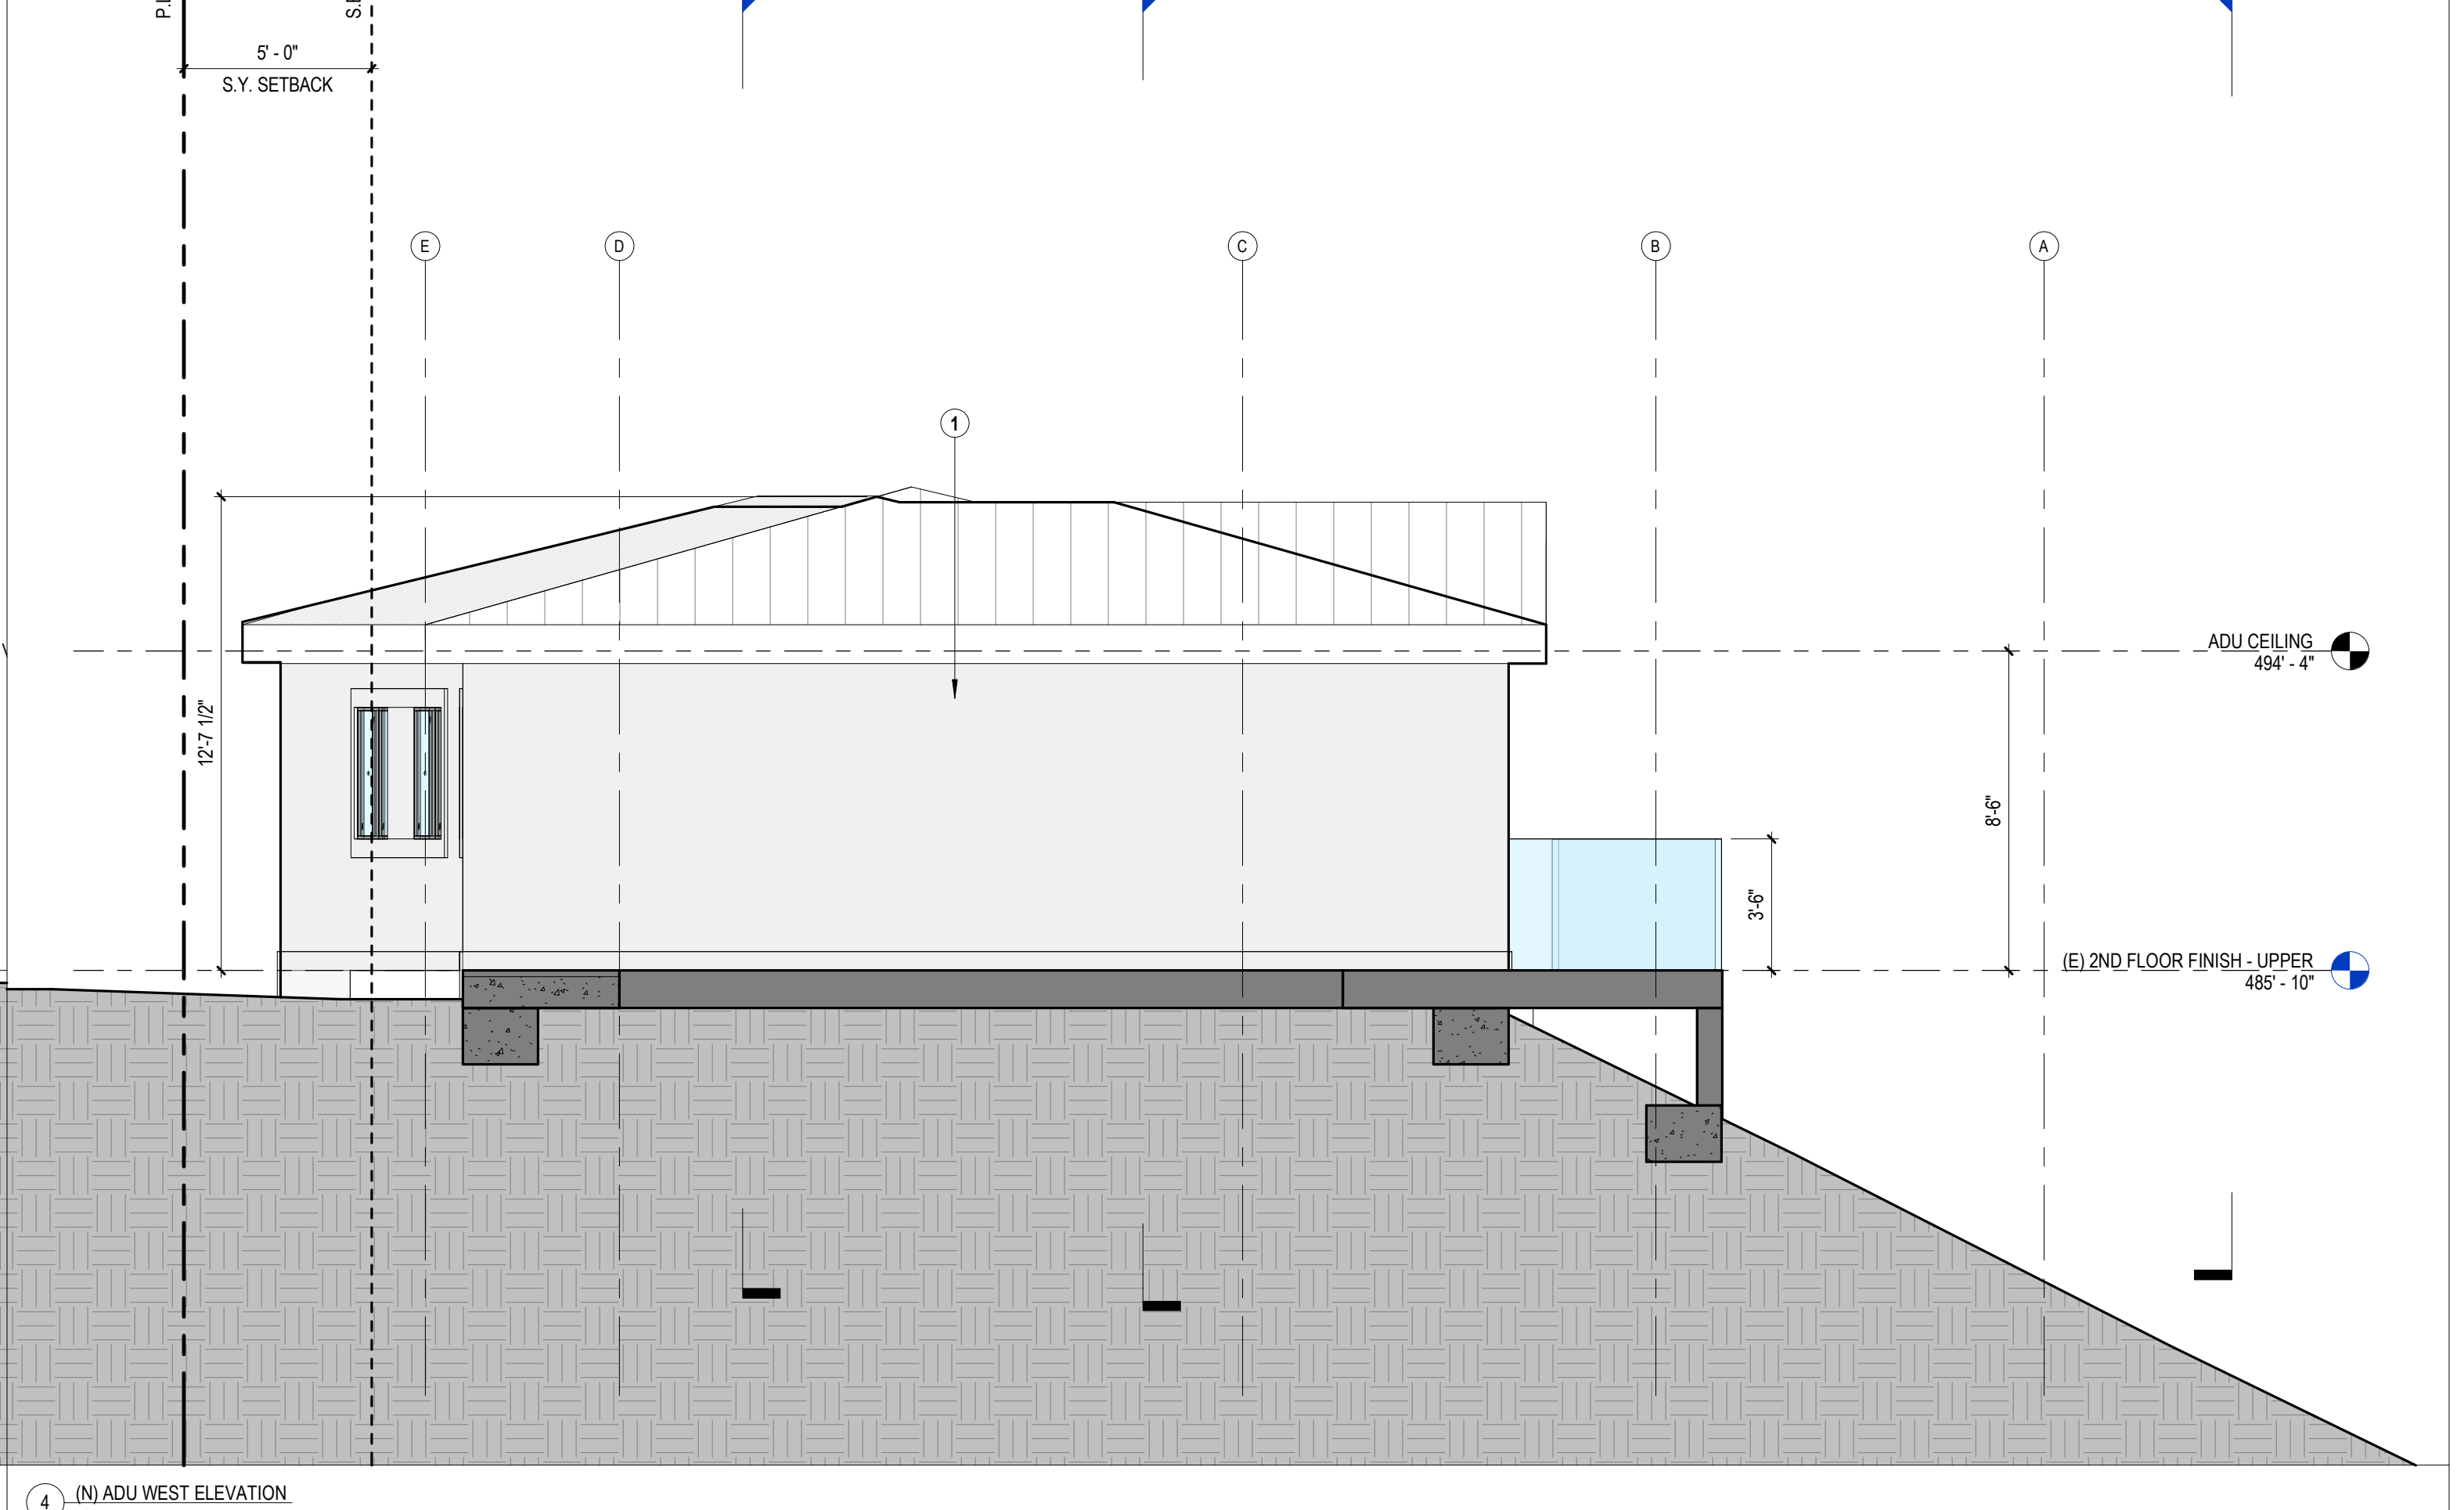 5' - 0"
S.Y. SETBACK
E
D
C
B
A
1
12'-7 1/2"
ADU CEILING
494' - 4"
8'-6"
3'-6"
(E) 2ND FLOOR FINISH - UPPER
485' - 10"
4
(N) ADU WEST ELEVATION